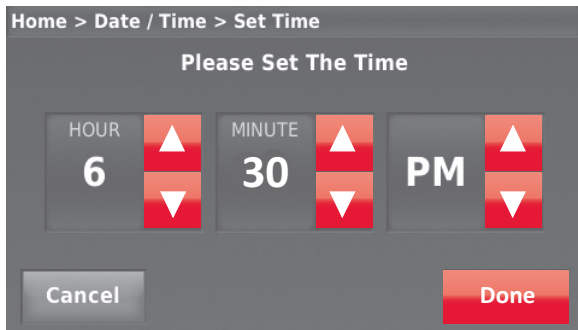 Home > Date / Time > Set Time
Please Set The Time
HOUR
6
MINUTE
30
PM
Cancel
Done